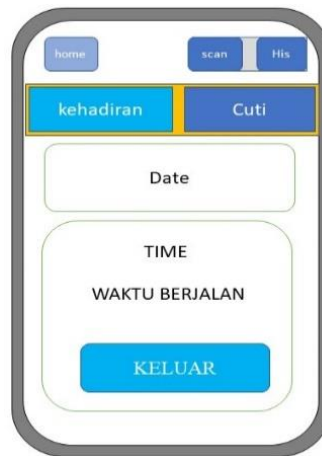 home scan His
kehadiran Cuti
Date
TIME
WAKTU BERJALAN
KELUAR